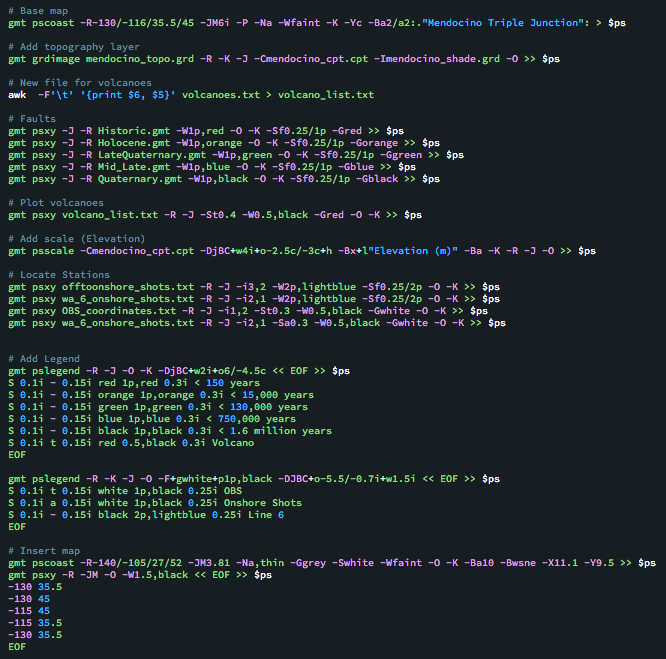 # Base map
gmt pscoast -R-130/-116/35.5/45 -JM6i -P -Na -Wfaint -K -Yc -Ba2/a2:."Mendocino Triple Junction": > $ps
# Add topography layer
gmt grdimage mendocino_topo.grd -R -K -J -Cmendocino_cpt.cpt -Imendocino_shade.grd -O >> $ps
# New file for volcanoes
awk  -F'\t' '{print $6, $5}' volcanoes.txt > volcano_list.txt
# Faults
gmt psxy -J -R Historic.gmt -W1p,red -O -K -Sf0.25/1p -Gred >> $ps
gmt psxy -J -R Holocene.gmt -W1p,orange -O -K -Sf0.25/1p -Gorange >> $ps
gmt psxy -J -R LateQuaternary.gmt -W1p,green -O -K -Sf0.25/1p -Ggreen >> $ps
gmt psxy -J -R Mid_Late.gmt -W1p,blue -O -K -Sf0.25/1p -Gblue >> $ps
gmt psxy -J -R Quaternary.gmt -W1p,black -O -K -Sf0.25/1p -Gblack >> $ps
# Plot volcanoes
gmt psxy volcano_list.txt -R -J -St0.4 -W0.5,black -Gred -O -K >> $ps
# Add scale (Elevation)
gmt psscale -Cmendocino_cpt.cpt -DjBC+w4i+o-2.5c/-3c+h -Bx+l"Elevation (m)" -Ba -K -R -J -O >> $ps
# Locate Stations
gmt psxy offtoonshore_shots.txt -R -J -i3,2 -W2p,lightblue -Sf0.25/2p -O -K >> $ps
gmt psxy wa_6_onshore_shots.txt -R -J -i2,1 -W2p,lightblue -Sf0.25/2p -O -K >> $ps
gmt psxy OBS_coordinates.txt -R -J -i1,2 -St0.3 -W0.5,black -Gwhite -O -K >> $ps
gmt psxy wa_6_onshore_shots.txt -R -J -i2,1 -Sa0.3 -W0.5,black -Gwhite -O -K >> $ps
# Add Legend
gmt pslegend -R -J -O -K -DjBC+w2i+o6/-4.5c << EOF >> $ps
S 0.1i - 0.15i red 1p,red 0.3i < 150 years
S 0.1i - 0.15i orange 1p,orange 0.3i < 15,000 years
S 0.1i - 0.15i green 1p,green 0.3i < 130,000 years
S 0.1i - 0.15i blue 1p,blue 0.3i < 750,000 years
S 0.1i - 0.15i black 1p,black 0.3i < 1.6 million years
S 0.1i t 0.15i red 0.5,black 0.3i Volcano
EOF
gmt pslegend -R -K -J -O -F+gwhite+p1p,black -DJBC+o-5.5/-0.7i+w1.5i << EOF >> $ps
S 0.1i t 0.15i white 1p,black 0.25i OBS
S 0.1i a 0.15i white 1p,black 0.25i Onshore Shots
S 0.1i - 0.15i black 2p,lightblue 0.25i Line 6
EOF
# Insert map
gmt pscoast -R-140/-105/27/52 -JM3.81 -Na,thin -Ggrey -Swhite -Wfaint -O -K -Ba10 -Bwsne -X11.1 -Y9.5 >> $ps
gmt psxy -R -JM -O -W1.5,black << EOF >> $ps
-130 35.5
-130 45
-115 45
-115 35.5
-130 35.5
EOF